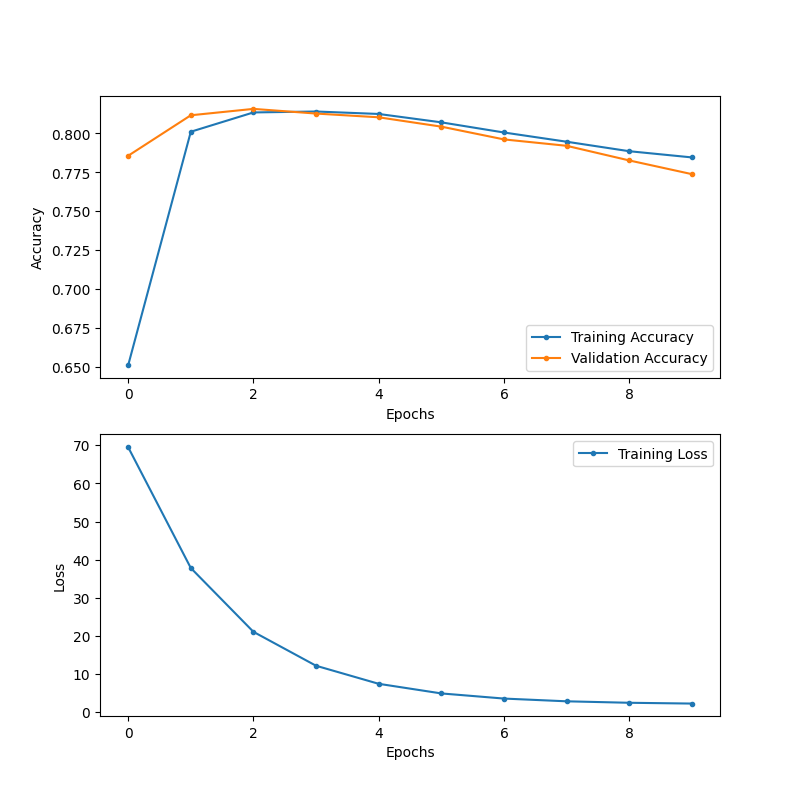 0.800
0.775
0.750
0.725
0.700
0.675
0.650
Accuracy
Training Accuracy
Validation Accuracy
0 2 4 6 8
Epochs
70
60
50
40
30
20
10
0
Loss
Training Loss
0 2 4 6 8
Epochs